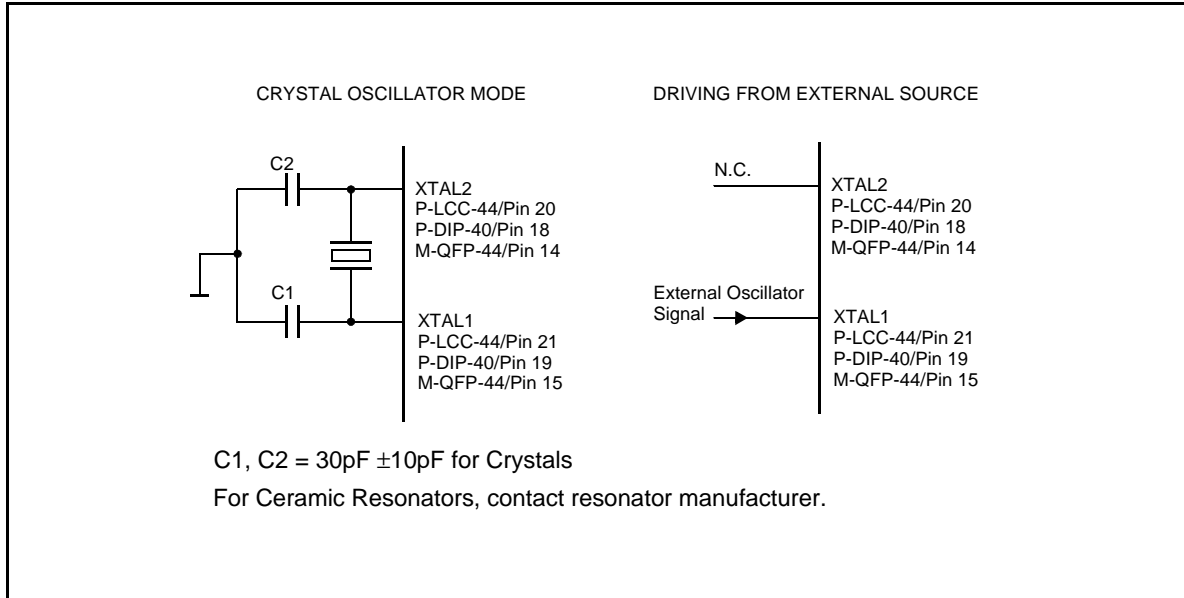 CRYSTAL OSCILLATOR MODE
C2
XTAL2
P-LCC-44/Pin 20
P-DIP-40/Pin 18
M-QFP-44/Pin 14
C1
XTAL1
P-LCC-44/Pin 21
P-DIP-40/Pin 19
M-QFP-44/Pin 15
DRIVING FROM EXTERNAL SOURCE
N.C.
XTAL2
P-LCC-44/Pin 20
P-DIP-40/Pin 18
M-QFP-44/Pin 14
External Oscillator
Signal
XTAL1
P-LCC-44/Pin 21
P-DIP-40/Pin 19
M-QFP-44/Pin 15
C1, C2 = 30pF ±10pF for Crystals
For Ceramic Resonators, contact resonator manufacturer.